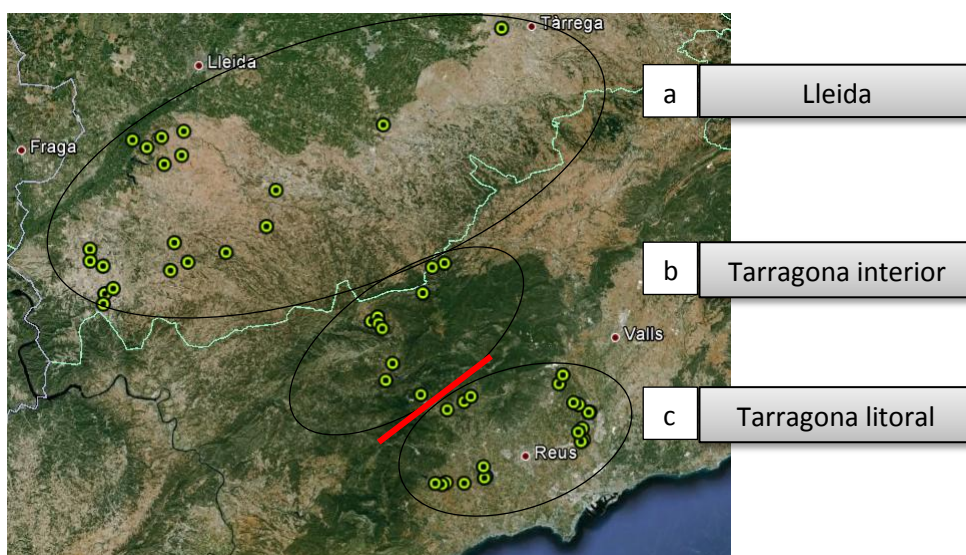 Tàrrega
Lleida
a Lleida
Fraga
b Tarragona interior
Valls
c Tarragona litoral
Reus